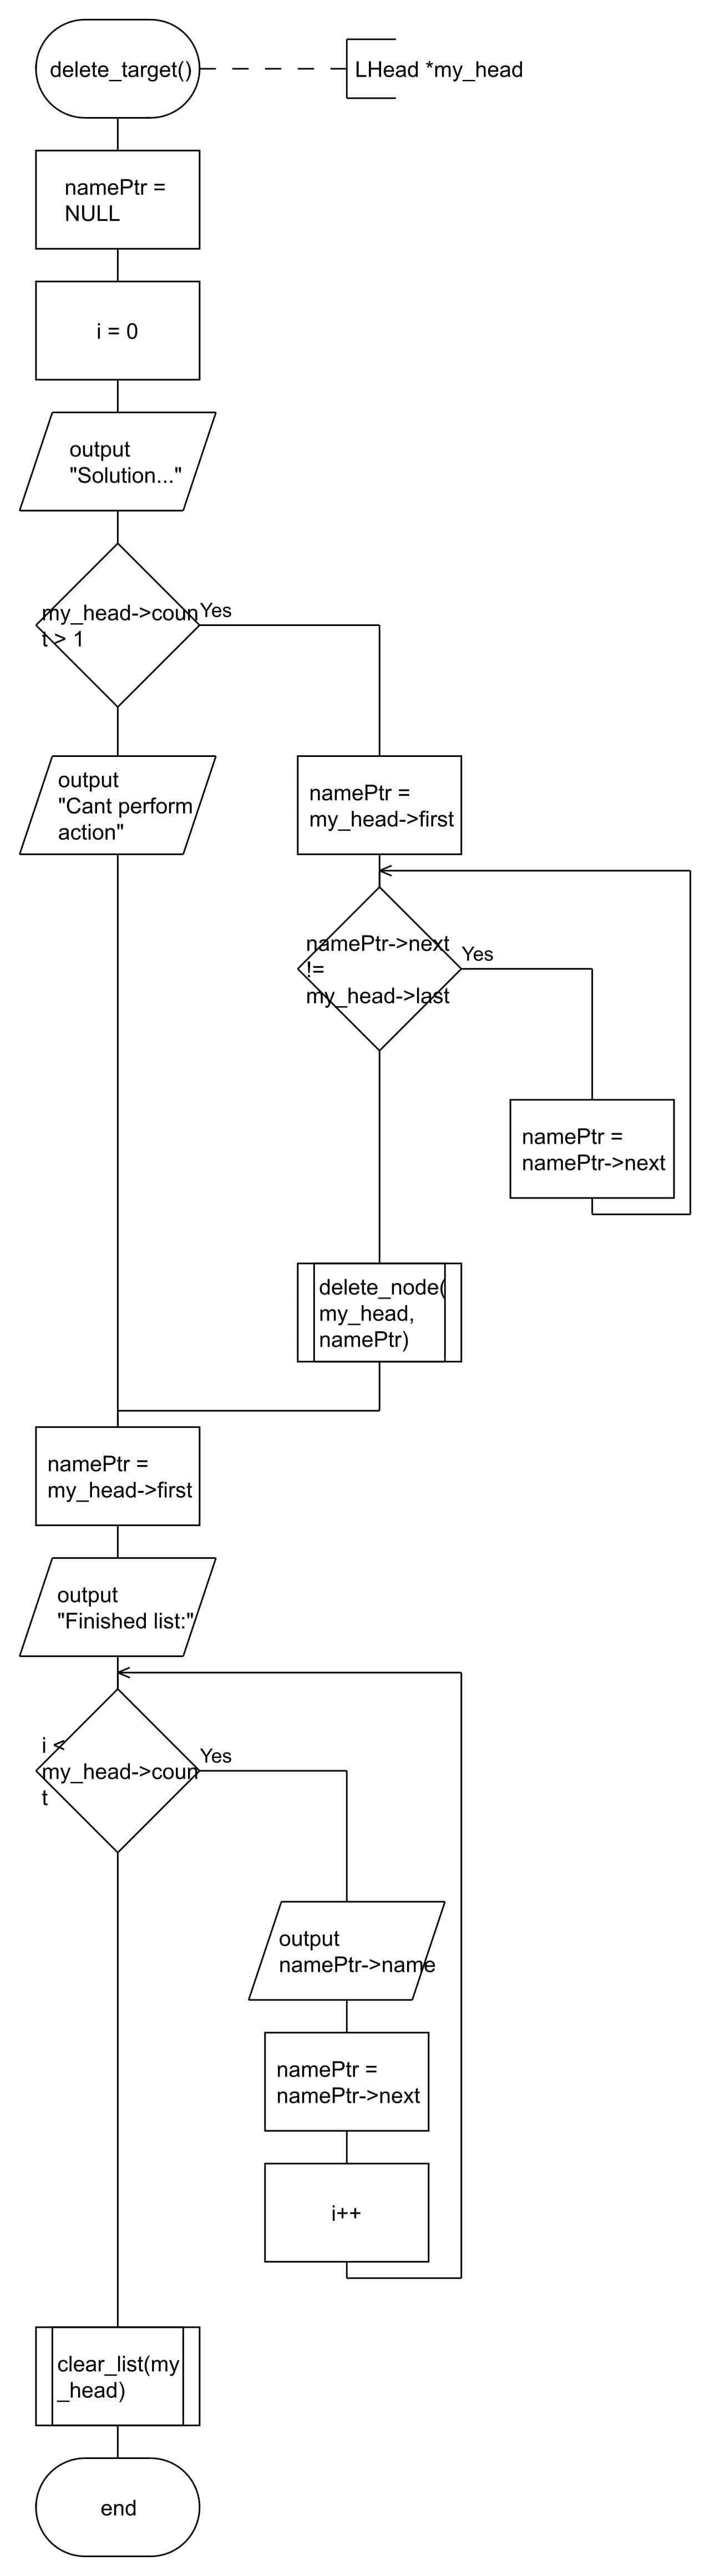 delete_target()
LHead *my_head
namePtr =
NULL
i = 0
output
"Solution..."
my_head->coun
t > 1
Yes
output
"Cant perform
action"
namePtr =
my_head->first
namePtr->next
!=
my_head->last
Yes
namePtr =
namePtr->next
delete_node(
my_head,
namePtr)
namePtr =
my_head->first
output
"Finished list:"
i <
my_head->coun
t
Yes
output
namePtr->name
namePtr =
namePtr->next
i++
clear_list(my
_head)
end